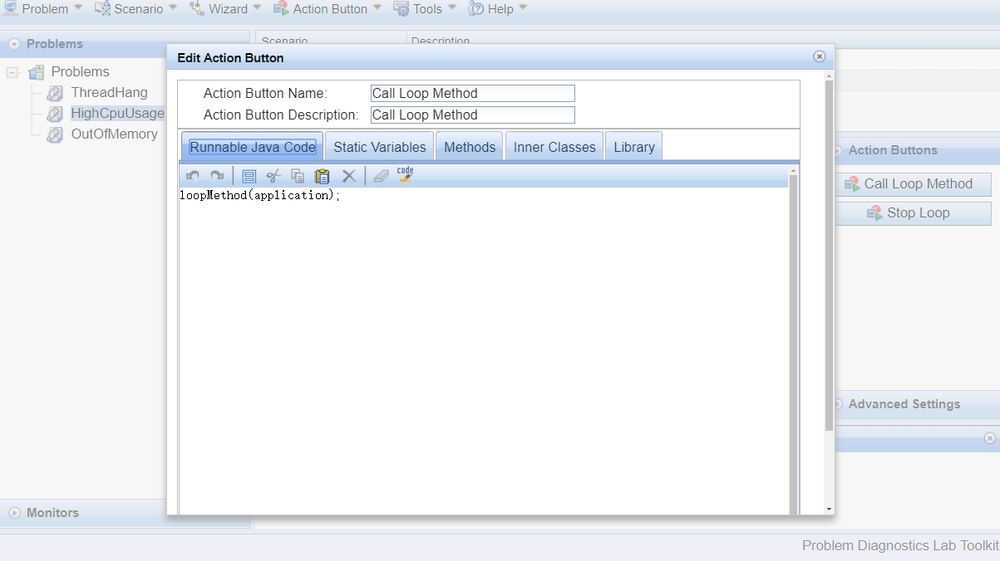 Problem Scenario Wizard Action Button Tools Help
Problems
Scenario Description
Edit Action Button
Problems
ThreadHang
HighCpuUsage
OutOfMemory
Action Button Name: Call Loop Method
Action Button Description: Call Loop Method
Runnable Java Code Static Variables Methods Inner Classes Library
code
loopMethod(application);
Action Buttons
Call Loop Method
Stop Loop
Advanced Settings
Monitors
Problem Diagnostics Lab Toolkit